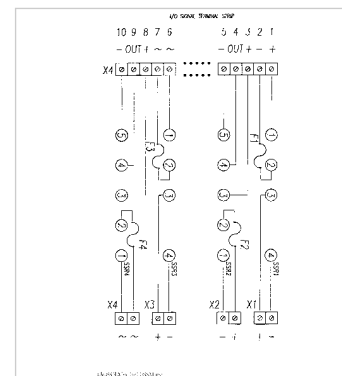 I/O SIGNAL TERMINAL STRIP
10 9 8 7 6 5 4 3 2 1
- OUT + ~ ~ - OUT + - +
X4
5 1 5 1
F3 F1
4 2 4 2
3 3 3 3
2 2
F4 F2
1 4 1 4
SSR4 SSR3 SSR2 SSR1
X4 X3 X2 X1
~ ~ + - - + + -